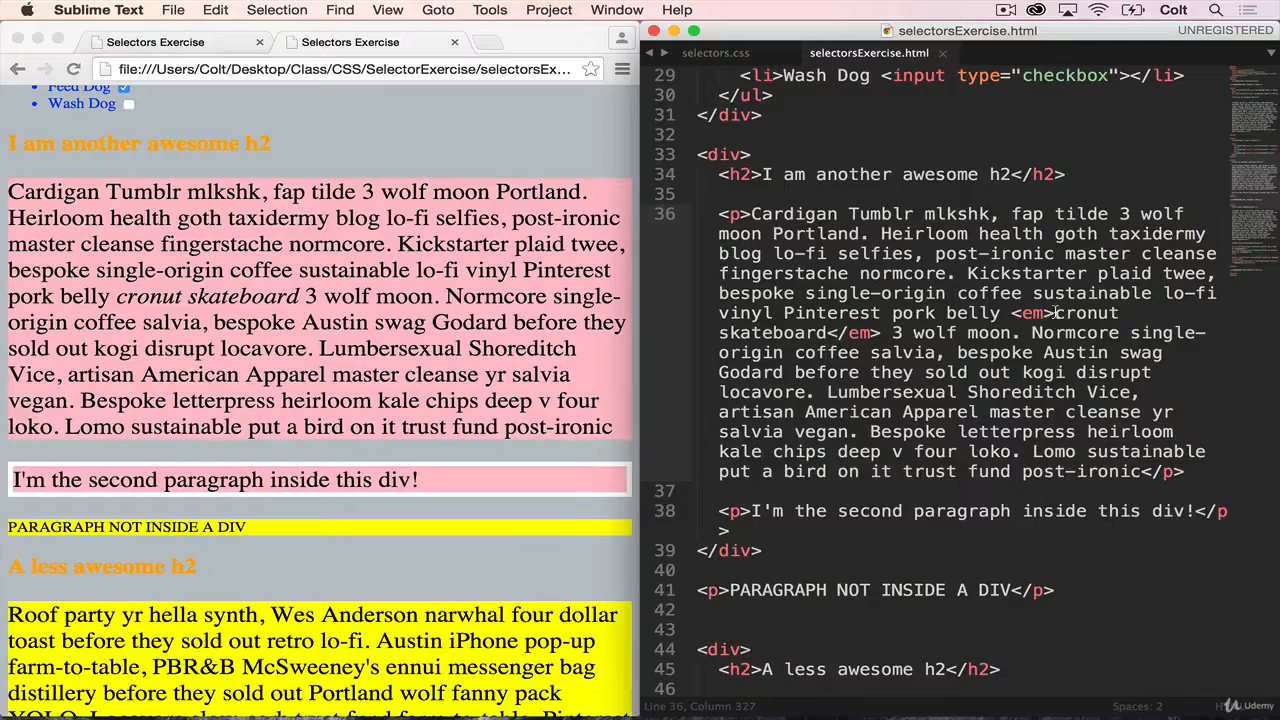 Sublime Text File Edit Selection Find View Goto Tools Project Window Help Colt
Selectors Exercise
Selectors Exercise
file:///Users/Colt/Desktop/Class/CSS/SelectorExercise/selectorsEx...
Feed Dog
Wash Dog
I am another awesome h2
Cardigan Tumblr mlkshk, fap tilde 3 wolf moon Portland.
Heirloom health goth taxidermy blog lo-fi selfies, post-ironic
master cleanse fingerstache normcore. Kickstarter plaid twee,
bespoke single-origin coffee sustainable lo-fi vinyl Pinterest
pork belly cronut skateboard 3 wolf moon. Normcore single-
origin coffee salvia, bespoke Austin swag Godard before they
sold out kogi disrupt locavore. Lumbersexual Shoreditch
Vice, artisan American Apparel master cleanse yr salvia
vegan. Bespoke letterpress heirloom kale chips deep v four
loko. Lomo sustainable put a bird on it trust fund post-ironic
I'm the second paragraph inside this div!
PARAGRAPH NOT INSIDE A DIV
A less awesome h2
Roof party yr hella synth, Wes Anderson narwhal four dollar
toast before they sold out retro lo-fi. Austin iPhone pop-up
farm-to-table, PBR&B McSweeney's ennui messenger bag
distillery before they sold out Portland wolf fanny pack
selectorsExercise.html UNREGISTERED
selectors.css selectorsExercise.html
29 <li>Wash Dog <input type="checkbox"></li>
30 </ul>
31 </div>
32
33 <div>
34 <h2>I am another awesome h2</h2>
35
36 <p>Cardigan Tumblr mlkshk, fap tilde 3 wolf
moon Portland. Heirloom health goth taxidermy
blog lo-fi selfies, post-ironic master cleanse
fingerstache normcore. Kickstarter plaid twee,
bespoke single-origin coffee sustainable lo-fi
vinyl Pinterest pork belly <em>cronut
skateboard</em> 3 wolf moon. Normcore single-
origin coffee salvia, bespoke Austin swag
Godard before they sold out kogi disrupt
locavore. Lumbersexual Shoreditch Vice,
artisan American Apparel master cleanse yr
salvia vegan. Bespoke letterpress heirloom
kale chips deep v four loko. Lomo sustainable
put a bird on it trust fund post-ironic</p>
37
38 <p>I'm the second paragraph inside this div!</p
>
39 </div>
40
41 <p>PARAGRAPH NOT INSIDE A DIV</p>
42
43
44 <div>
45 <h2>A less awesome h2</h2>
46
Line 36, Column 327 Spaces: 2 Udemy